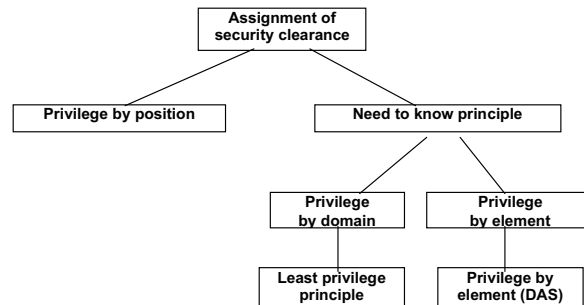 Assignment of
security clearance
Privilege by position
Need to know principle
Privilege
by domain
Privilege
by element
Least privilege
principle
Privilege by
element (DAS)